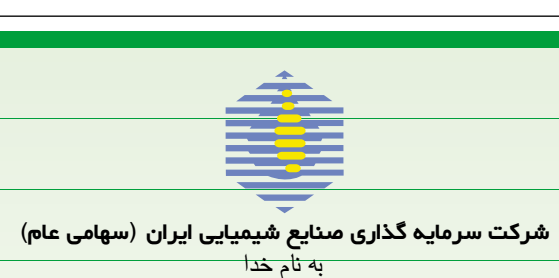 شرکت سرمایه گذاری صنایع شیمیایی ایران (سهامی عام)
به نام خدا